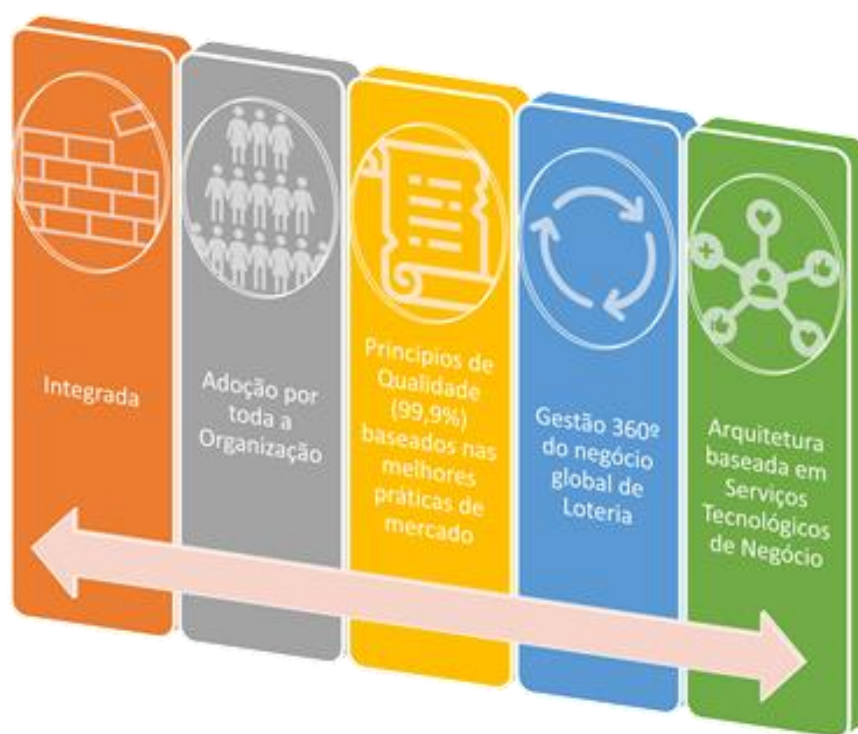 Integrada
Adoção por
toda a
Organização
Princípios de
Qualidade
(99,9%)
baseados nas
melhores
práticas de
mercado
Gestão 360º
do negócio
global de
Loteria
Arquitetura
baseada em
Serviços
Tecnológicos
de Negócio